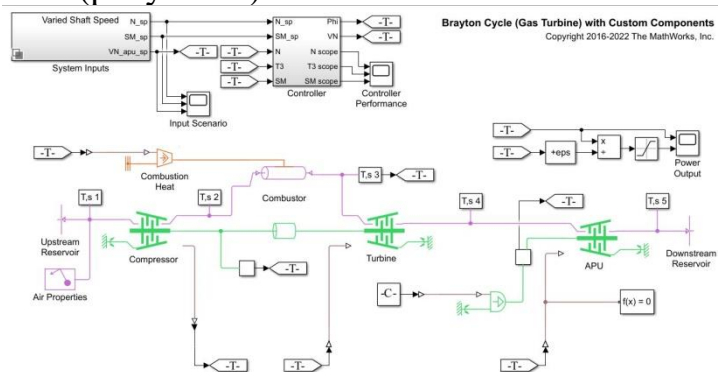 Varied Shaft Speed
N_sp
SM_sp
VN_apu_sp
System Inputs
-T-
-T-
-T-
-T-
Input Scenario
N_sp
SM_sp
N
T3
SM
Phi
VN
N scope
T3 scope
SM scope
Controller
-T-
-T-
Controller
Performance
Brayton Cycle (Gas Turbine) with Custom Components
Copyright 2016-2022 The MathWorks, Inc.
-T-
-T-
+eps
x
÷
Power
Output
-T-
Combustion
Heat
T,s 1
T,s 2
Combustor
T,s 3
-T-
T,s 4
-T-
T,s 5
Upstream
Reservoir
Compressor
Turbine
APU
Downstream
Reservoir
Air Properties
-T-
-C-
f(x) = 0
-T-
-T-
-T-